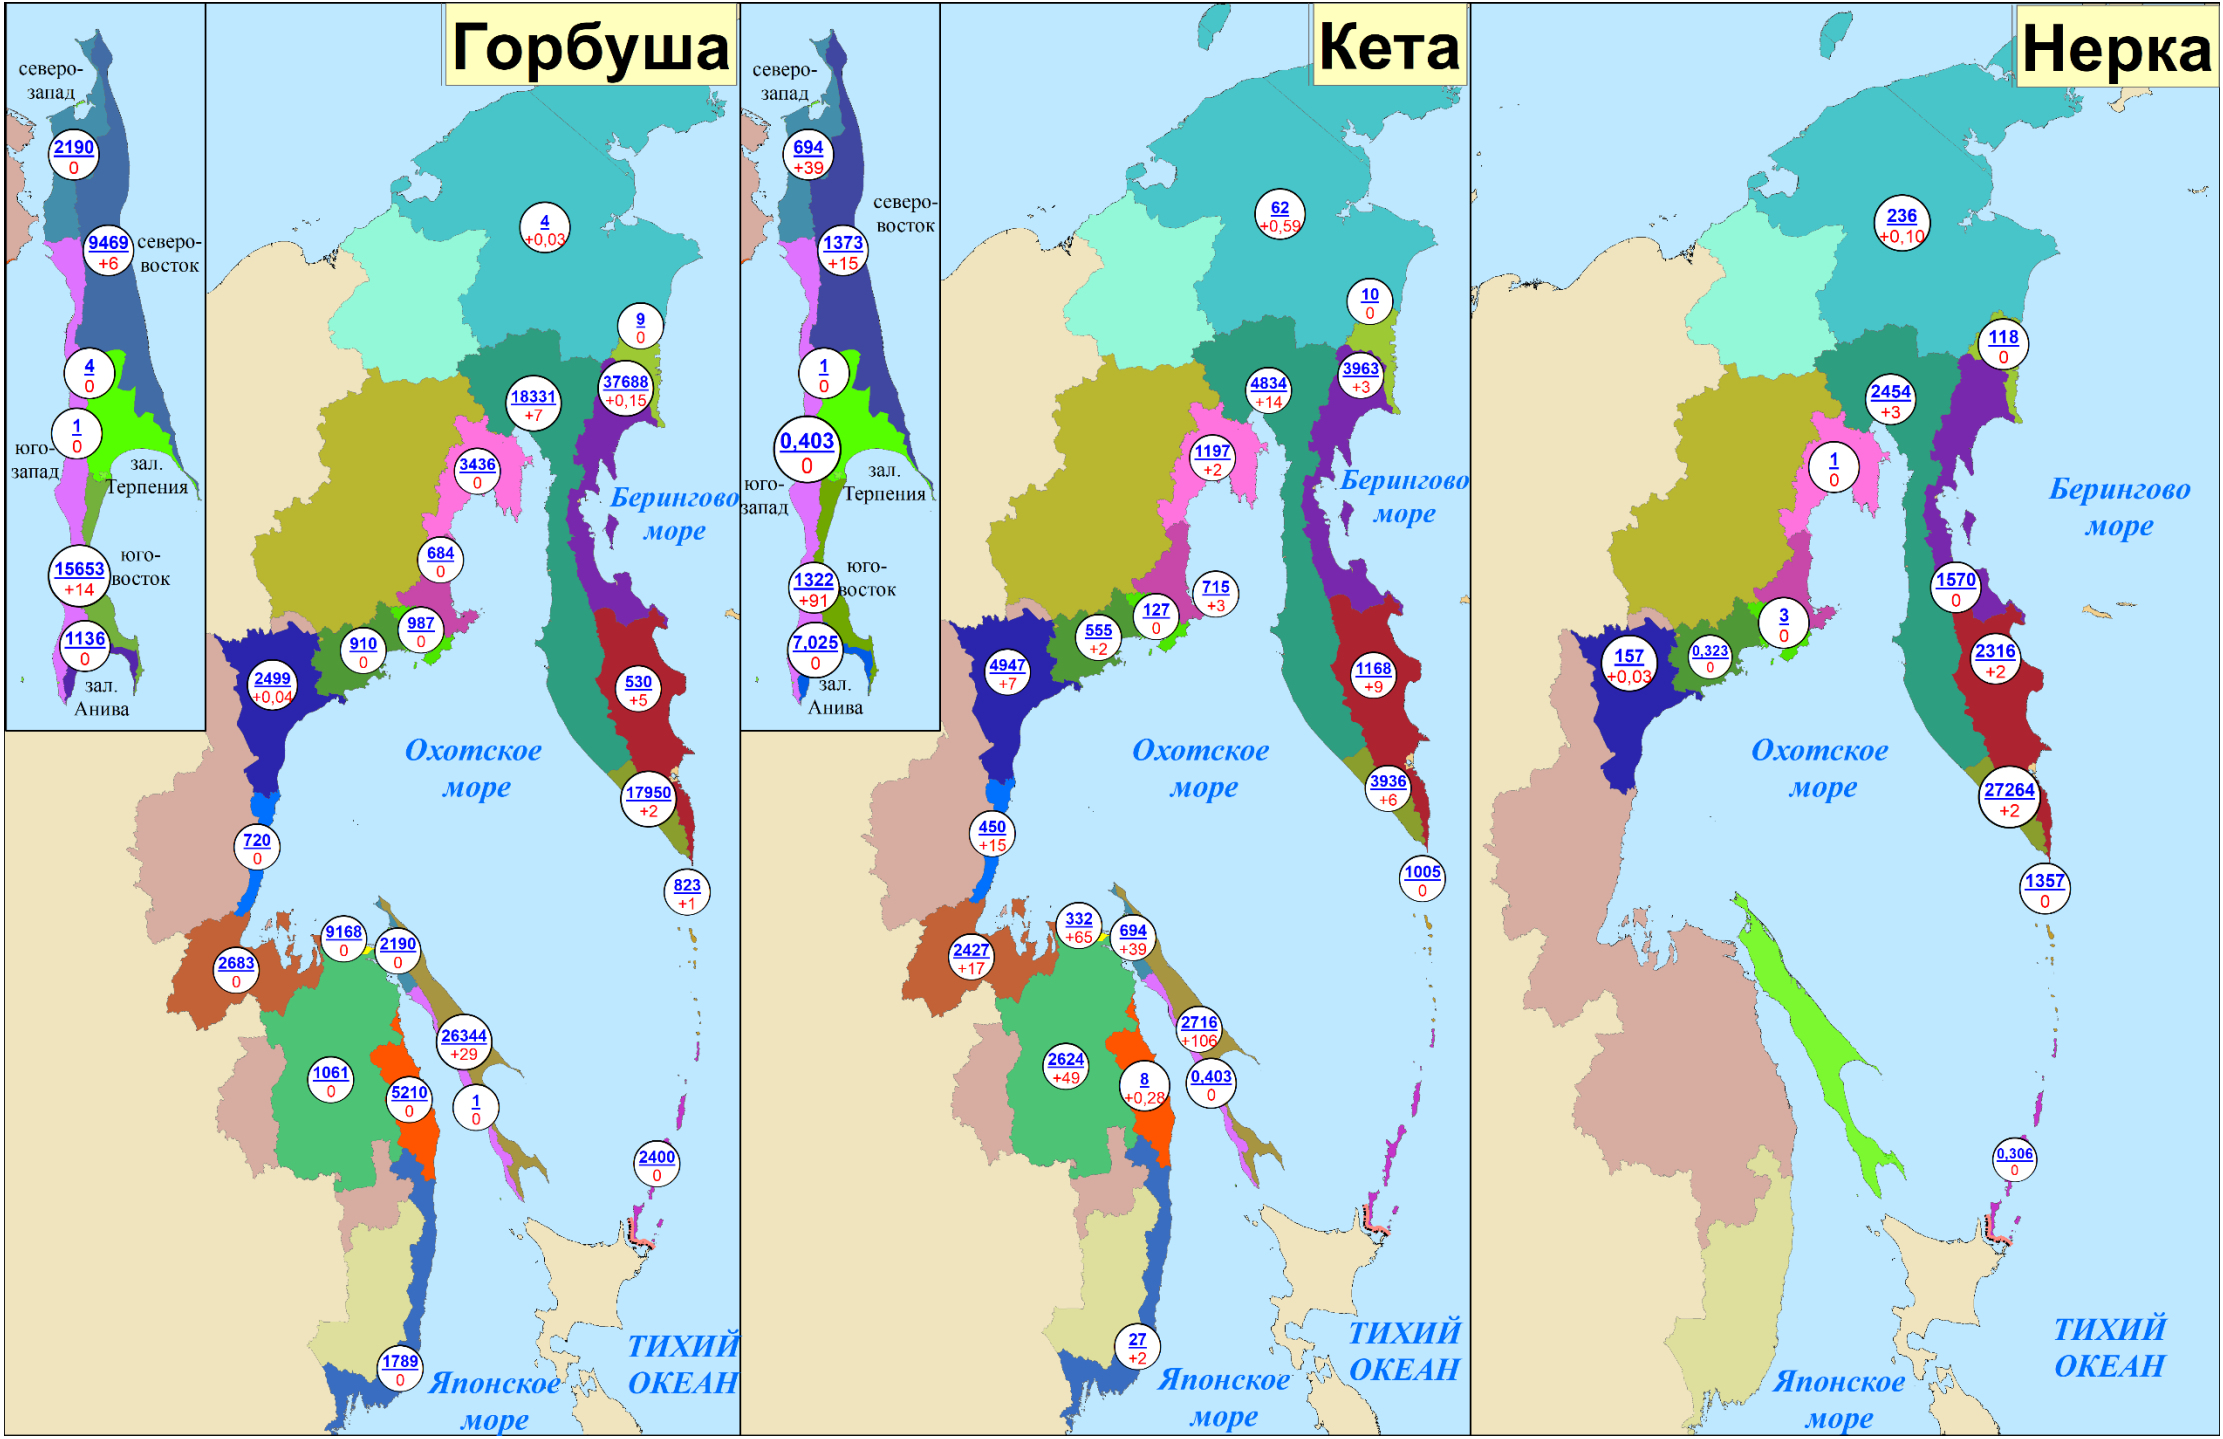 Горбуша
северо-
запад
2190
0
9469
+6
северо-
восток
4
0
1
0
юго-
запад
зал.
Терпения
15653
+14
юго-
восток
1136
0
зал.
Анива
4
+0,03
9
0
37688
+0,15
18331
+7
3436
0
Берингово
море
684
0
987
0
910
0
2499
+0,04
530
+5
Охотское
море
17950
+2
720
0
823
+1
9168
0
2190
0
2683
0
26344
+29
1061
0
5210
0
1
0
2400
0
ТИХИЙ
ОКЕАН
1789
0
Японское
море
Кета
северо-
запад
694
+39
северо-
восток
1373
+15
1
0
0,403
0
юго-
запад
зал.
Терпения
юго-
восток
1322
+91
7,025
0
зал.
Анива
62
+0,59
10
0
3963
+3
4834
+14
1197
+2
Берингово
море
715
+3
127
0
555
+2
4947
+7
1168
+9
Охотское
море
3936
+6
450
+15
1005
0
332
+65
694
+39
2427
+17
2716
+106
2624
+49
8
+0,28
0,403
0
ТИХИЙ
ОКЕАН
27
+2
Японское
море
Нерка
236
+0,10
118
0
2454
+3
1
0
Берингово
море
1570
0
3
0
0,323
0
157
+0,03
2316
+2
Охотское
море
27264
+2
1357
0
0,306
0
ТИХИЙ
ОКЕАН
Японское
море